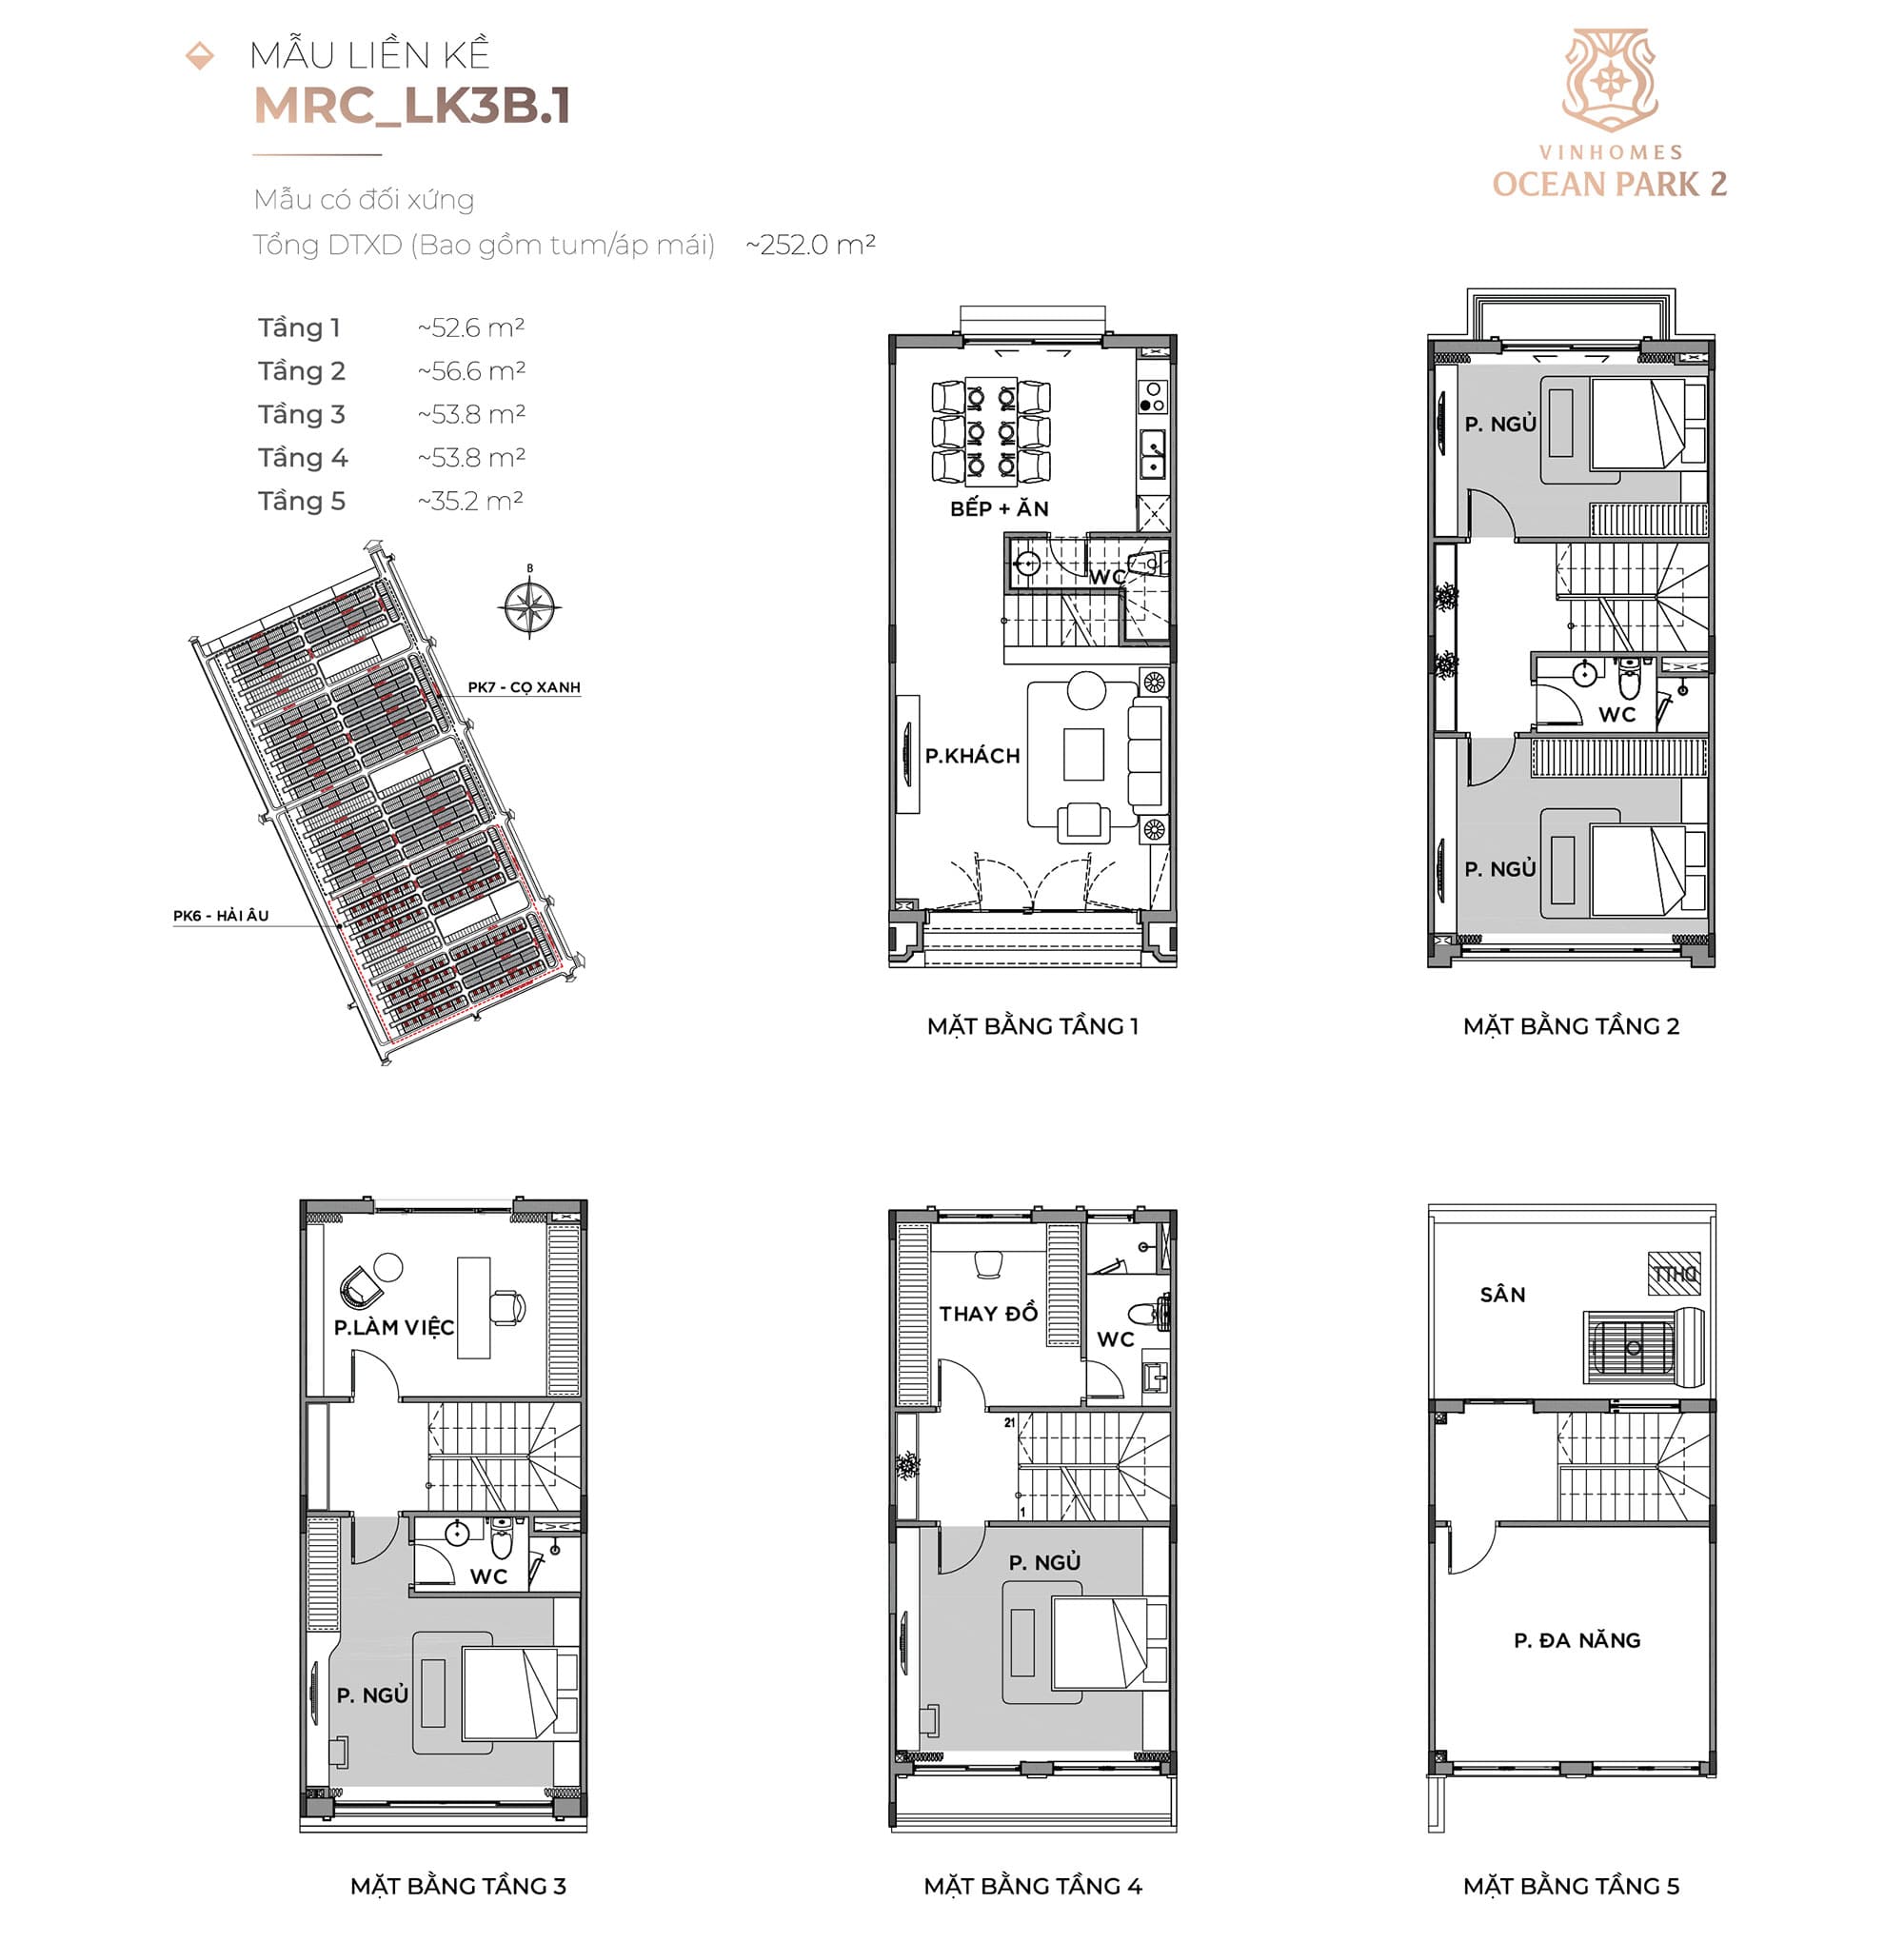 MẪU LIỀN KỀ
MRC_LK3B.1
VINHOMES
OCEAN PARK 2
Mẫu có đối xứng
Tổng DTXD (Bao gồm tum/áp mái) ~252.0 m²
Tầng 1 ~52.6 m²
Tầng 2 ~56.6 m²
Tầng 3 ~53.8 m²
Tầng 4 ~53.8 m²
Tầng 5 ~35.2 m²
B
PK7 - CỌ XANH
PK6 - HẢI ÂU
BẾP + ĂN
WC
P.KHÁCH
MẶT BẰNG TẦNG 1
P. NGỦ
WC
P. NGỦ
MẶT BẰNG TẦNG 2
P.LÀM VIỆC
WC
P. NGỦ
MẶT BẰNG TẦNG 3
THAY ĐỒ
WC
21
1
P. NGỦ
MẶT BẰNG TẦNG 4
SÂN
DHTT
P. ĐA NĂNG
MẶT BẰNG TẦNG 5